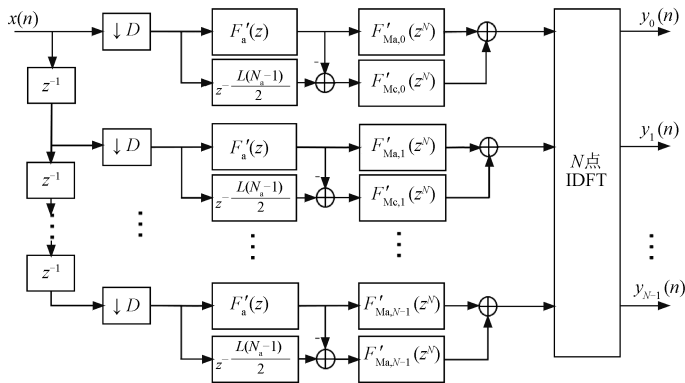 x(n) ↓ D F′a(z) F′Ma,0(z^N) y0(n)
z^-1 z^-L(Na-1)/2 - F′Mc,0(z^N)
↓ D F′a(z) F′Ma,1(z^N) N点 y1(n)
z^-1 z^-L(Na-1)/2 - F′Mc,1(z^N) IDFT
z^-1
↓ D F′a(z) F′Ma,N-1(z^N) yN-1(n)
z^-L(Na-1)/2 - F′Ma,N-1(z^N)